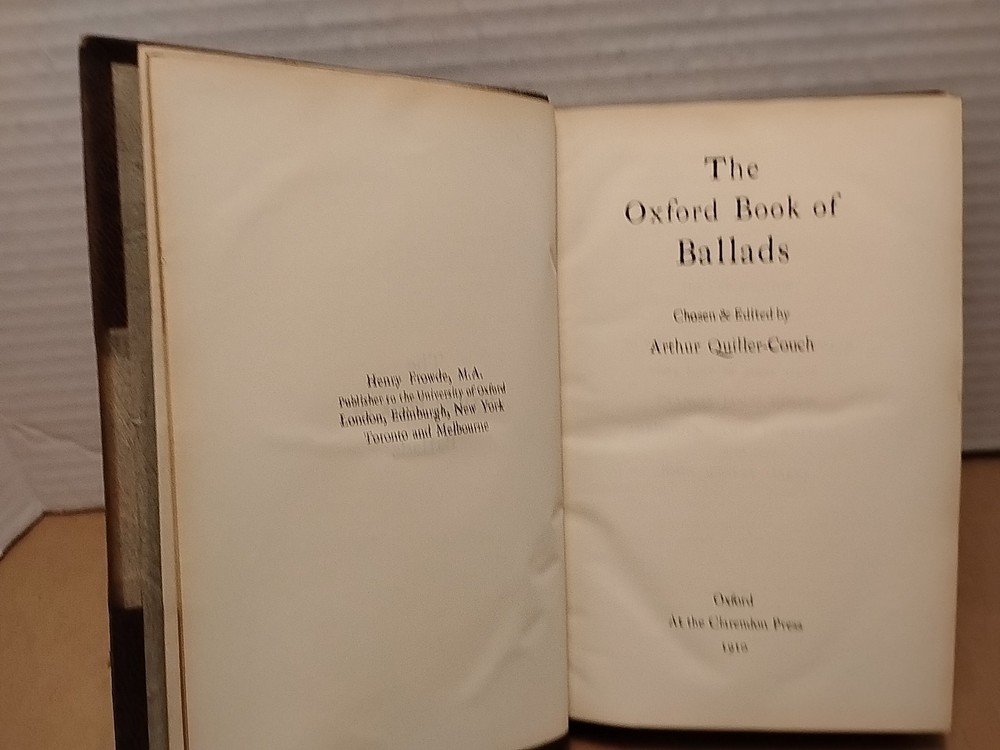 Henry Frowde, M.A.
Publisher to the University of Oxford
London, Edinburgh, New York
Toronto and Melbourne
The
Oxford Book of
Ballads
Chosen & Edited by
Arthur Quiller-Couch
Oxford
At the Clarendon Press
1910